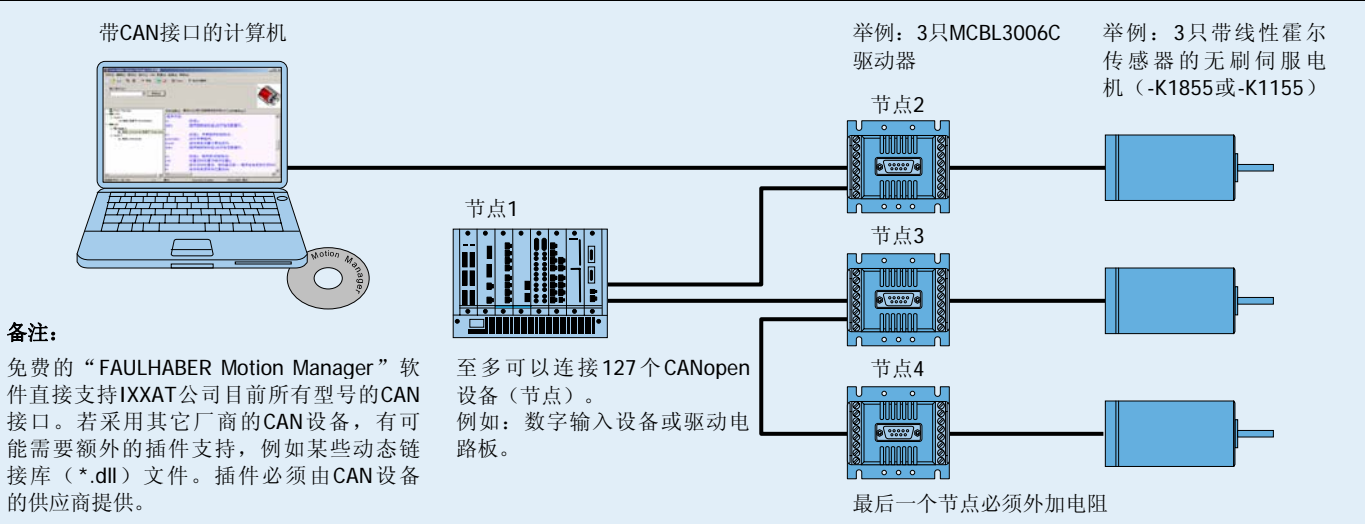 带CAN接口的计算机
举例：3只MCBL3006C
驱动器
举例：3只带线性霍尔
传感器的无刷伺服电
机（-K1855或-K1155）
节点2
节点1
节点3
Motion Manager
备注：
免费的“FAULHABER Motion Manager”软
件直接支持IXXAT公司目前所有型号的CAN
接口。若采用其它厂商的CAN设备，有可
能需要额外的插件支持，例如某些动态链
接库（*.dll）文件。插件必须由CAN设备
的供应商提供。
至多可以连接127个CANopen
设备（节点）。
例如：数字输入设备或驱动电
路板。
节点4
最后一个节点必须外加电阻